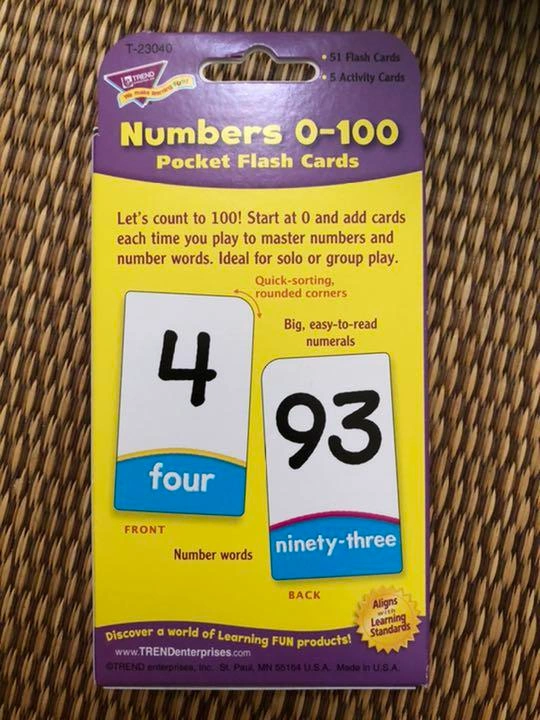 T-23040
TREND
We make learning fun!
• 51 Flash Cards
• 5 Activity Cards
Numbers 0-100
Pocket Flash Cards
Let's count to 100! Start at 0 and add cards
each time you play to master numbers and
number words. Ideal for solo or group play.
Quick-sorting,
rounded corners
Big, easy-to-read
numerals
4
four
93
ninety-three
FRONT
Number words
BACK
Aligns
with
Learning
Standards
Discover a world of Learning FUN products!
www.TRENDenterprises.com
©TREND enterprises, Inc. St. Paul, MN 55164 U.S.A. Made in U.S.A.